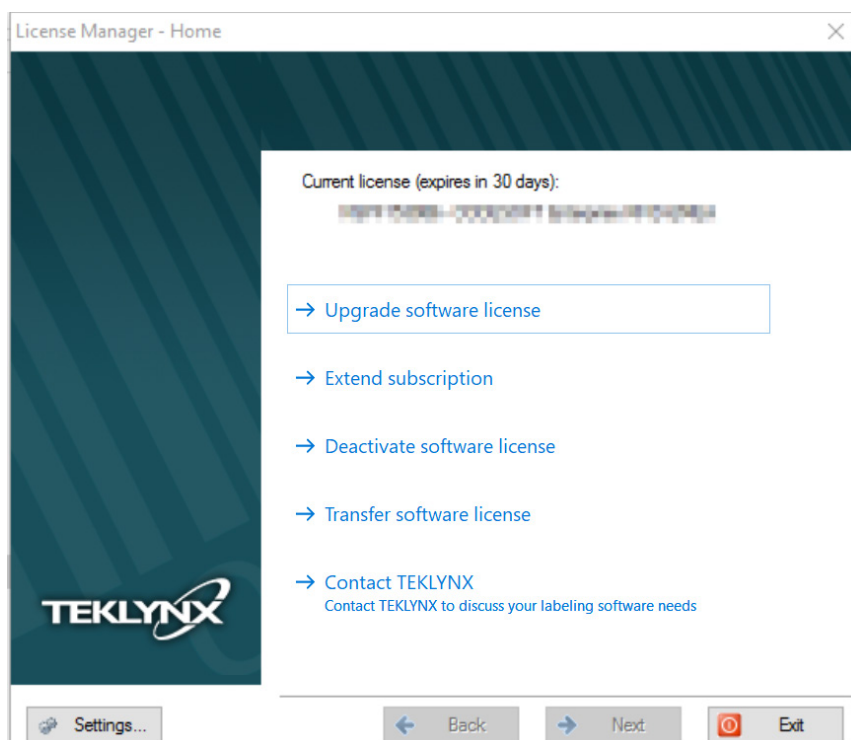 License Manager - Home
Current license (expires in 30 days):
Upgrade software license
Extend subscription
Deactivate software license
Transfer software license
Contact TEKLYNX
Contact TEKLYNX to discuss your labeling software needs
TEKLYNX
Settings...
Back
Next
Exit